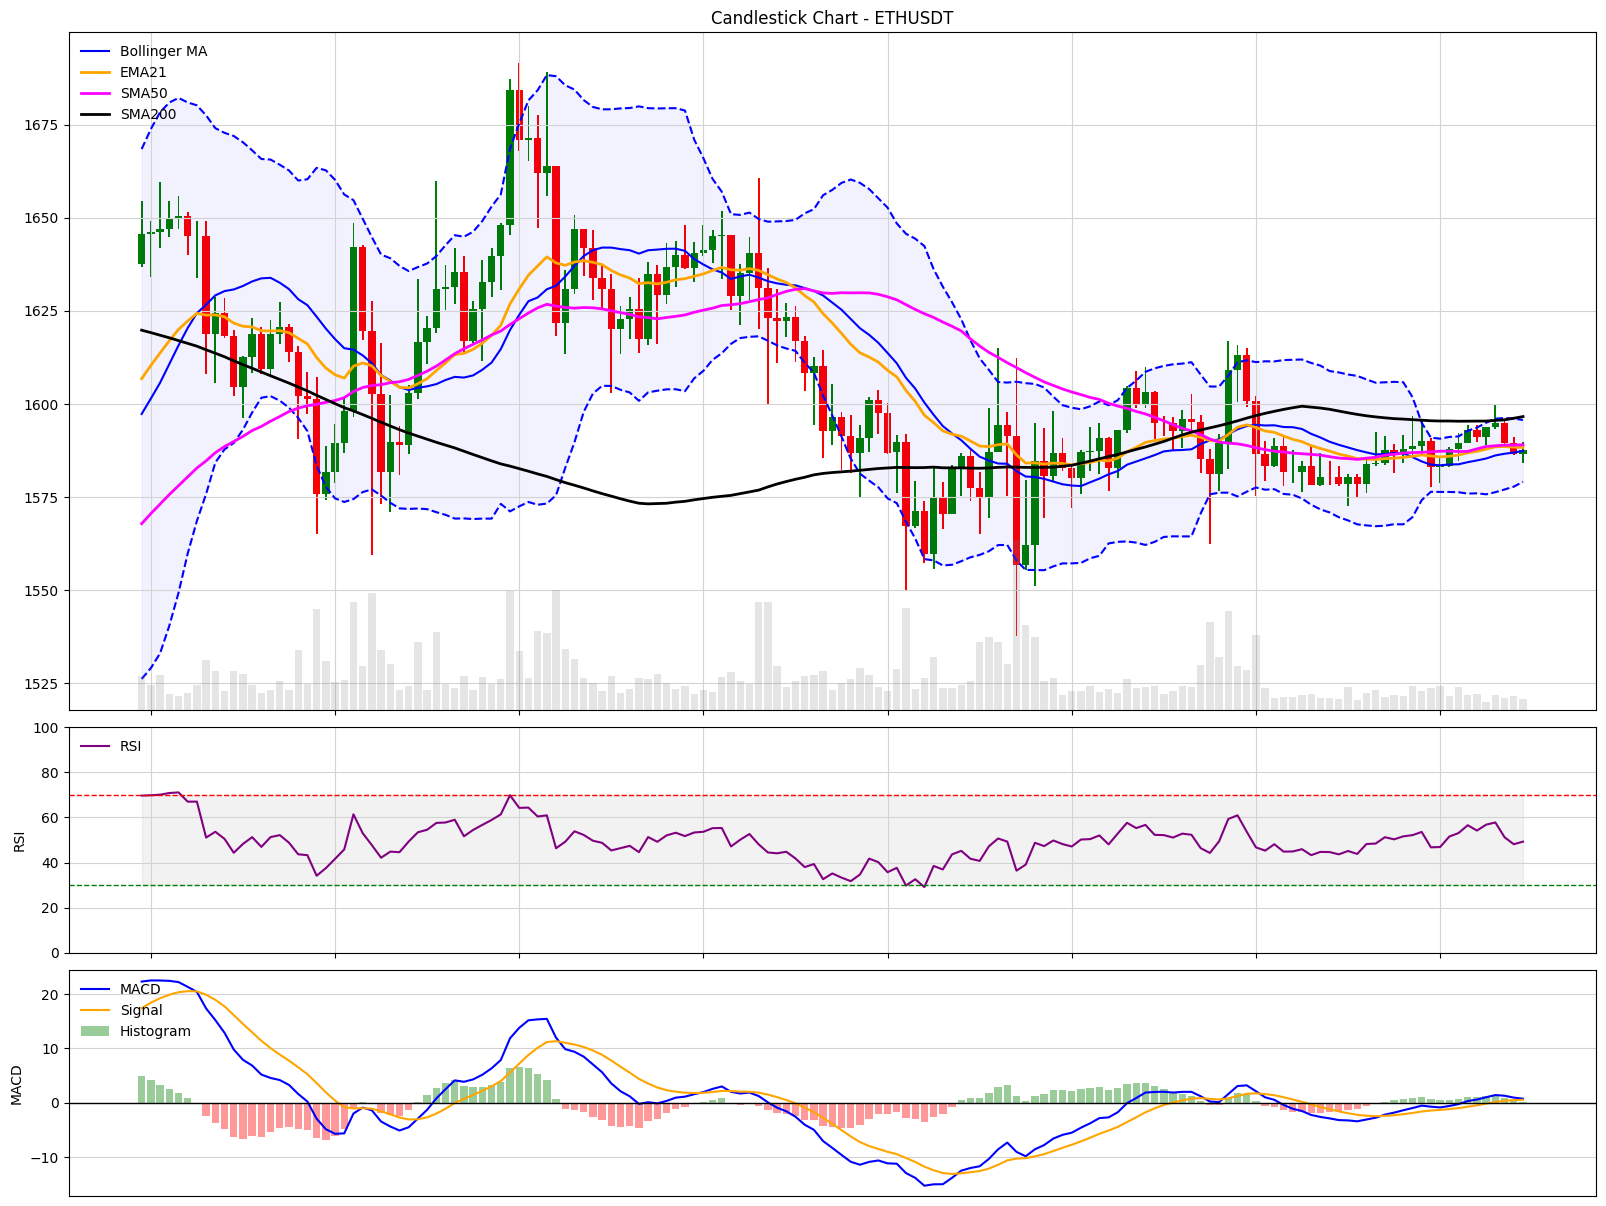 Candlestick Chart - ETHUSDT
Bollinger MA
EMA21
SMA50
SMA200
1675
1650
1625
1600
1575
1550
1525
RSI
100
80
60
40
20
0
RSI
MACD
Signal
Histogram
20
10
0
−10
MACD